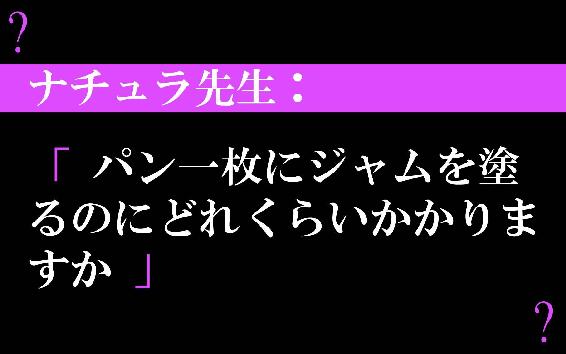 ?
ナチュラ先生：
「 パン一枚にジャムを塗
るのにどれくらいかかりま
すか 」
?